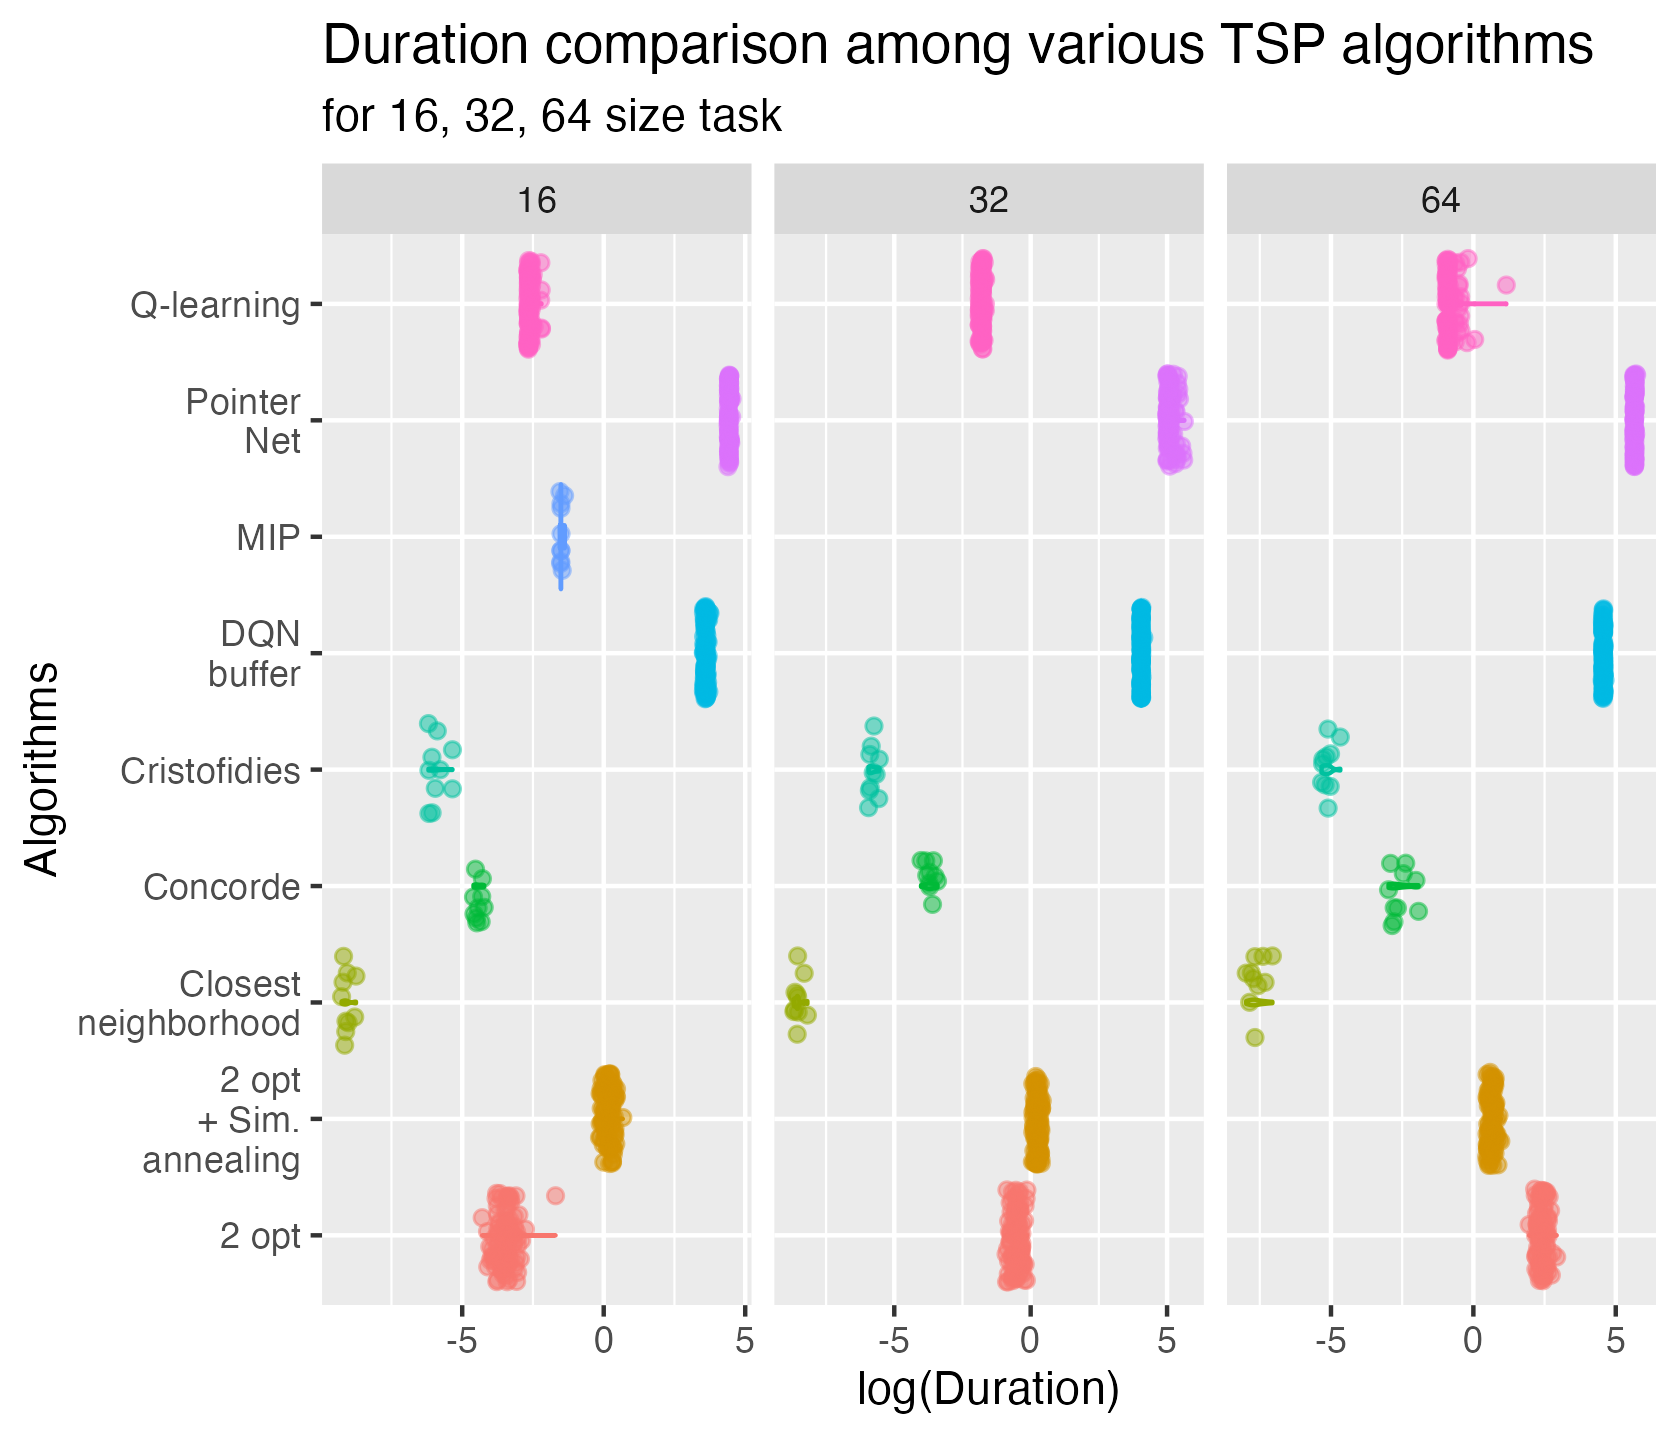 Duration comparison among various TSP algorithms
for 16, 32, 64 size task
16 32 64
Q-learning
Pointer
Net
MIP
DQN
buffer
Cristofidies
Concorde
Closest
neighborhood
2 opt
+ Sim.
annealing
2 opt
Algorithms
-5 0 5 -5 0 5 -5 0 5
log(Duration)